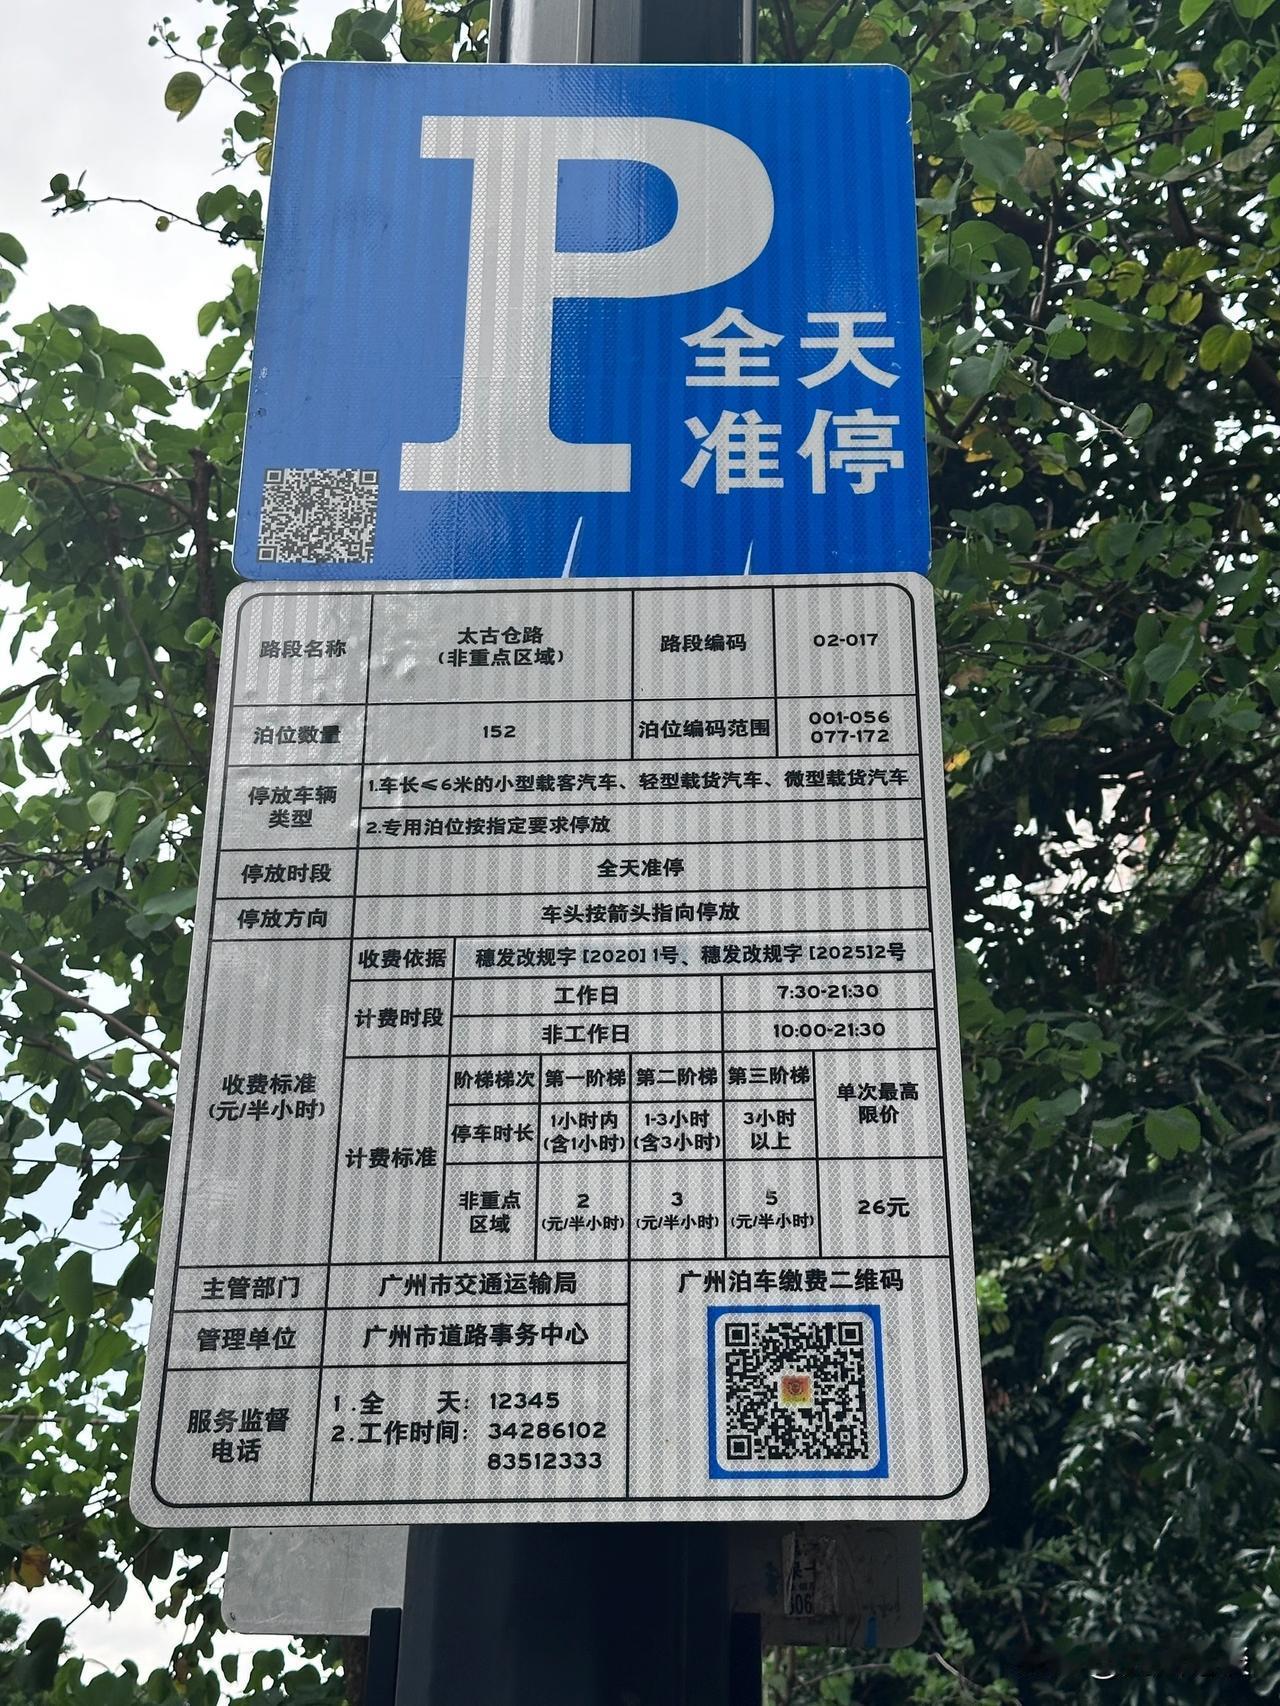 P
全天
准停
路段名称
太古仓路
(非重点区域)
路段编码
02-017
泊位数量
152
泊位编码范围
001-056
077-172
停放车辆
类型
1.车长≤6米的小型载客汽车、轻型载货汽车、微型载货汽车
2.专用泊位按指定要求停放
停放时段
全天准停
停放方向
车头按箭头指向停放
收费标准
(元/半小时)
收费依据
穗发改规字[2020]1号、穗发改规字[2025]2号
计费时段
工作日
7:30-21:30
非工作日
10:00-21:30
计费标准
阶梯梯次
第一阶梯
第二阶梯
第三阶梯
单次最高
限价
停车时长
1小时内
(含1小时)
1-3小时
(含3小时)
3小时
以上
非重点
区域
2
(元/半小时)
3
(元/半小时)
5
(元/半小时)
26元
主管部门
广州市交通运输局
管理单位
广州市道路事务中心
服务监督
电话
1.全 天: 12345
2.工作时间: 34286102
83512333
广州泊车缴费二维码